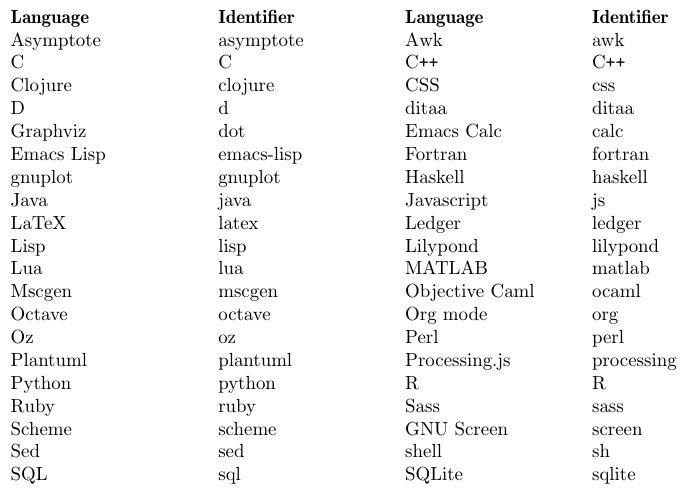 Language Identifier Language Identifier
Asymptote asymptote Awk awk
C C C++ C++
Clojure clojure CSS css
D d ditaa ditaa
Graphviz dot Emacs Calc calc
Emacs Lisp emacs-lisp Fortran fortran
gnuplot gnuplot Haskell haskell
Java java Javascript js
LaTeX latex Ledger ledger
Lisp lisp Lilypond lilypond
Lua lua MATLAB matlab
Mscgen mscgen Objective Caml ocaml
Octave octave Org mode org
Oz oz Perl perl
Plantuml plantuml Processing.js processing
Python python R R
Ruby ruby Sass sass
Scheme scheme GNU Screen screen
Sed sed shell sh
SQL sql SQLite sqlite